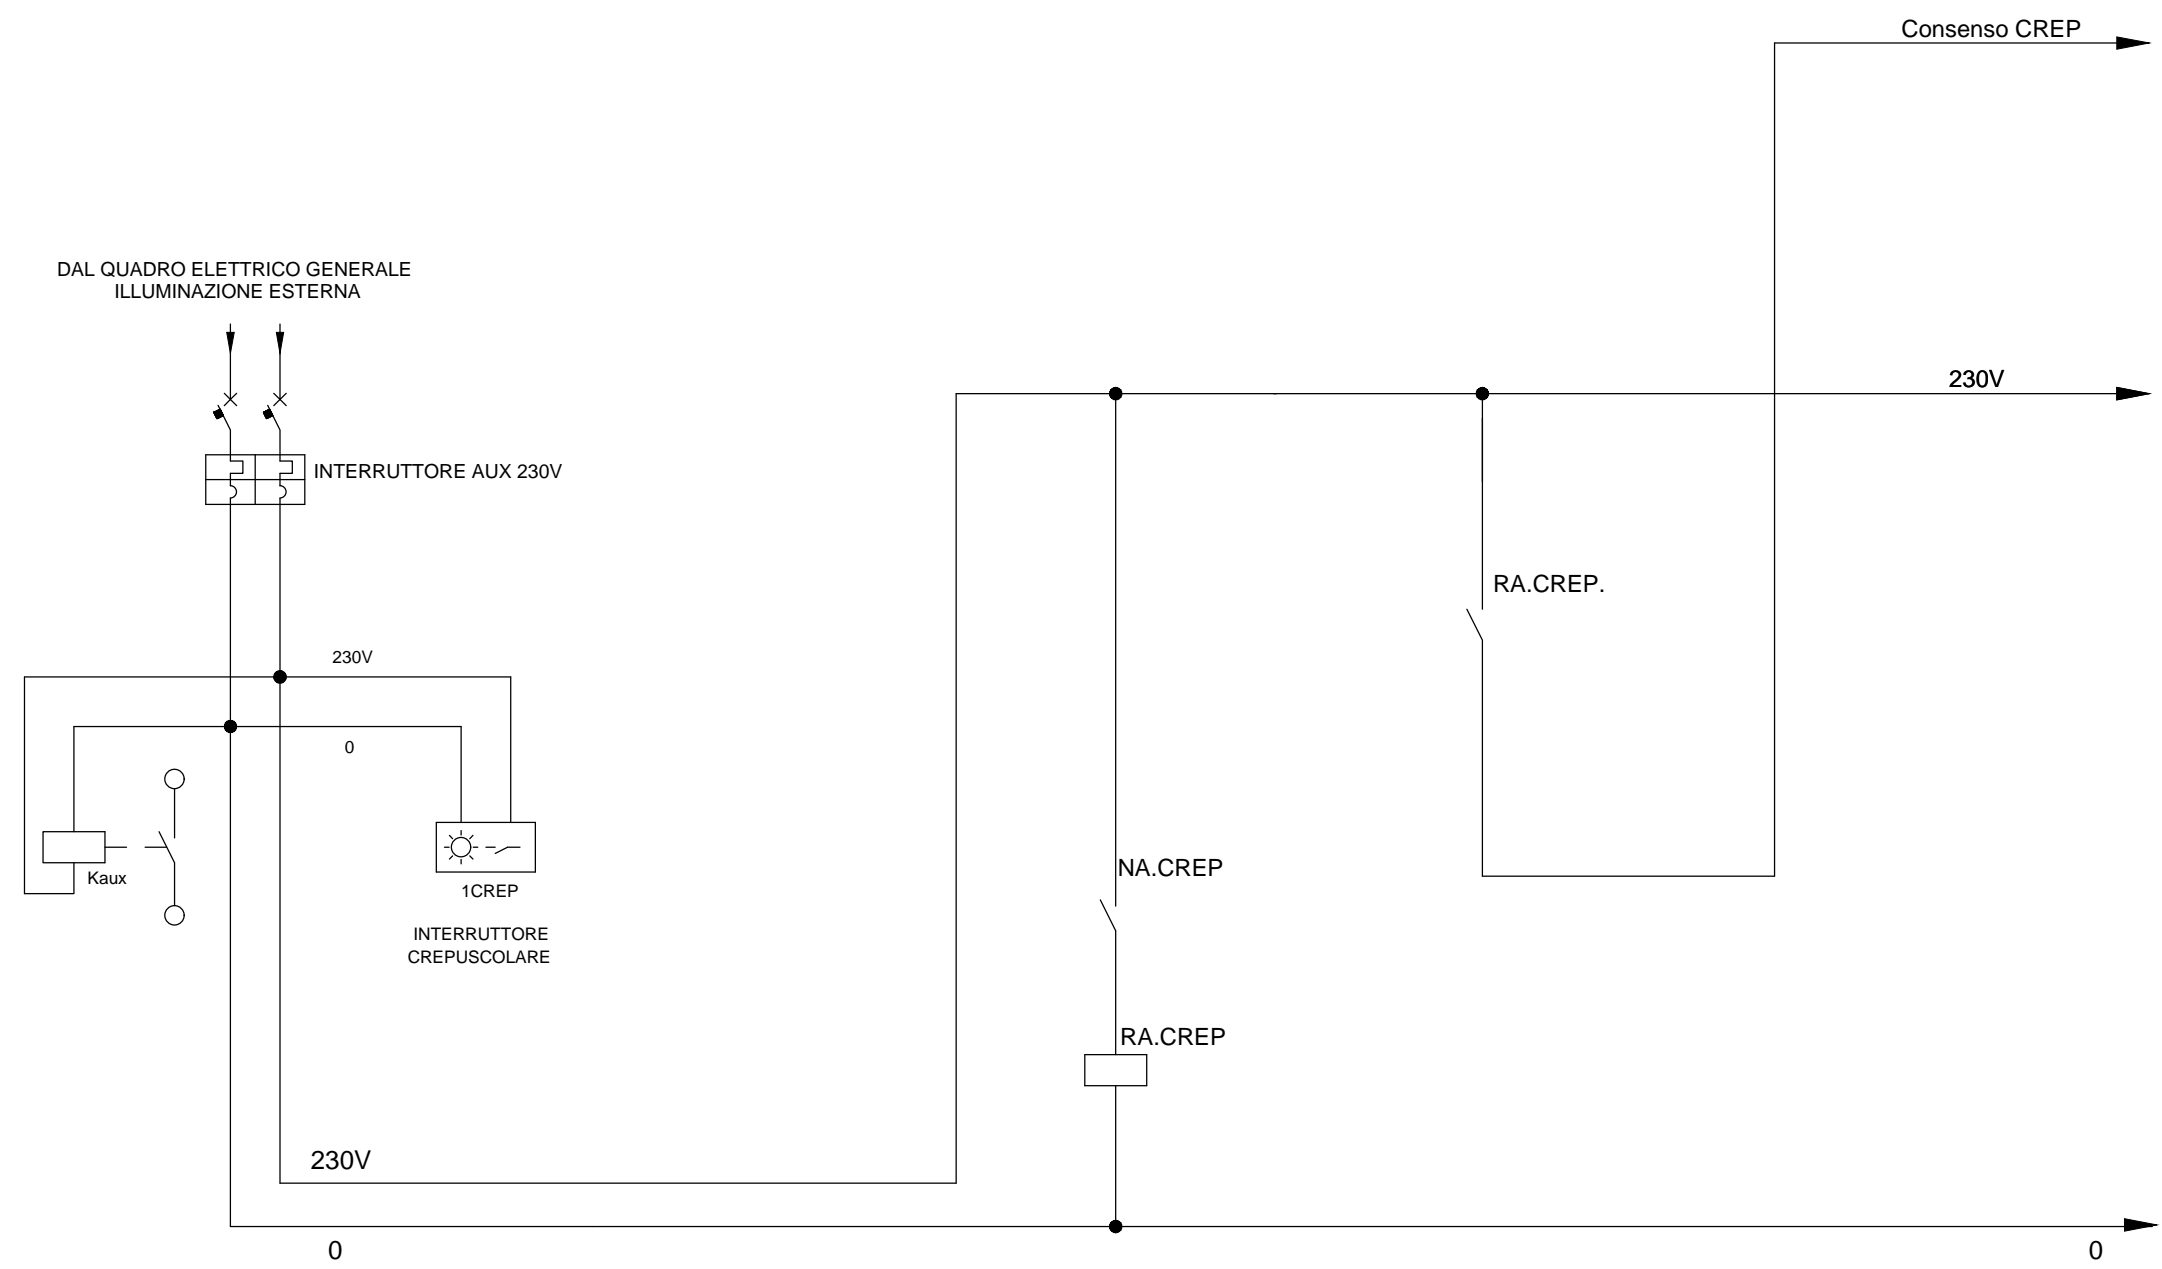 Consenso CREP
DAL QUADRO ELETTRICO GENERALE
ILLUMINAZIONE ESTERNA
230V
INTERRUTTORE AUX 230V
RA.CREP.
230V
0
NA.CREP
Kaux
1CREP
INTERRUTTORE
CREPUSCOLARE
RA.CREP
230V
0
0